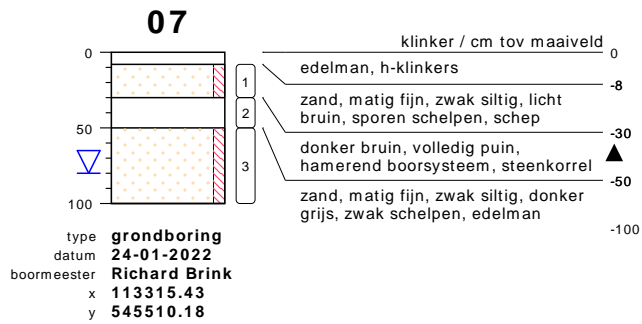 07
klinker / cm tov maaiveld
0
0
edelman, h-klinkers
-8
1
zand, matig fijn, zwak siltig, licht
bruin, sporen schelpen, schep
-30
2
50
donker bruin, volledig puin,
hamerend boorsysteem, steenkorrel
-50
3
zand, matig fijn, zwak siltig, donker
grijs, zwak schelpen, edelman
100
-100
type grondboring
datum 24-01-2022
boormeester Richard Brink
x 113315.43
y 545510.18